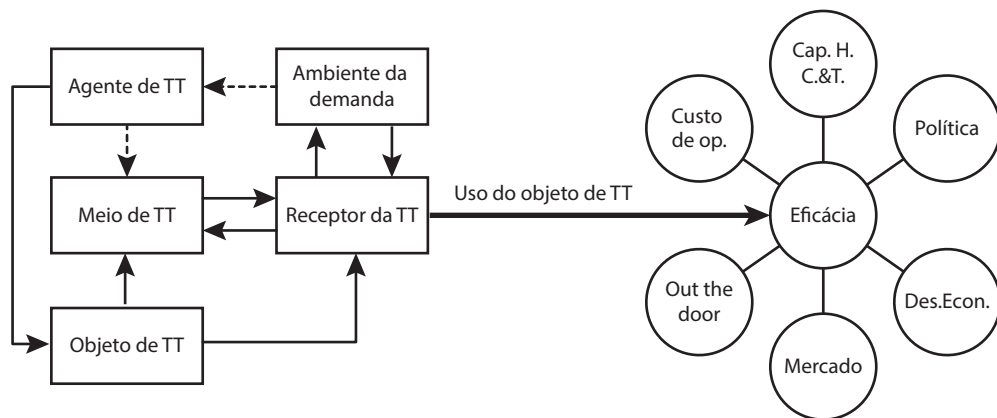 Agente de TT
Ambiente da
demanda
Meio de TT
Receptor da TT
Objeto de TT
Uso do objeto de TT
Cap. H.
C.&T.
Custo
de op.
Política
Eficácia
Out the
door
Des.Econ.
Mercado